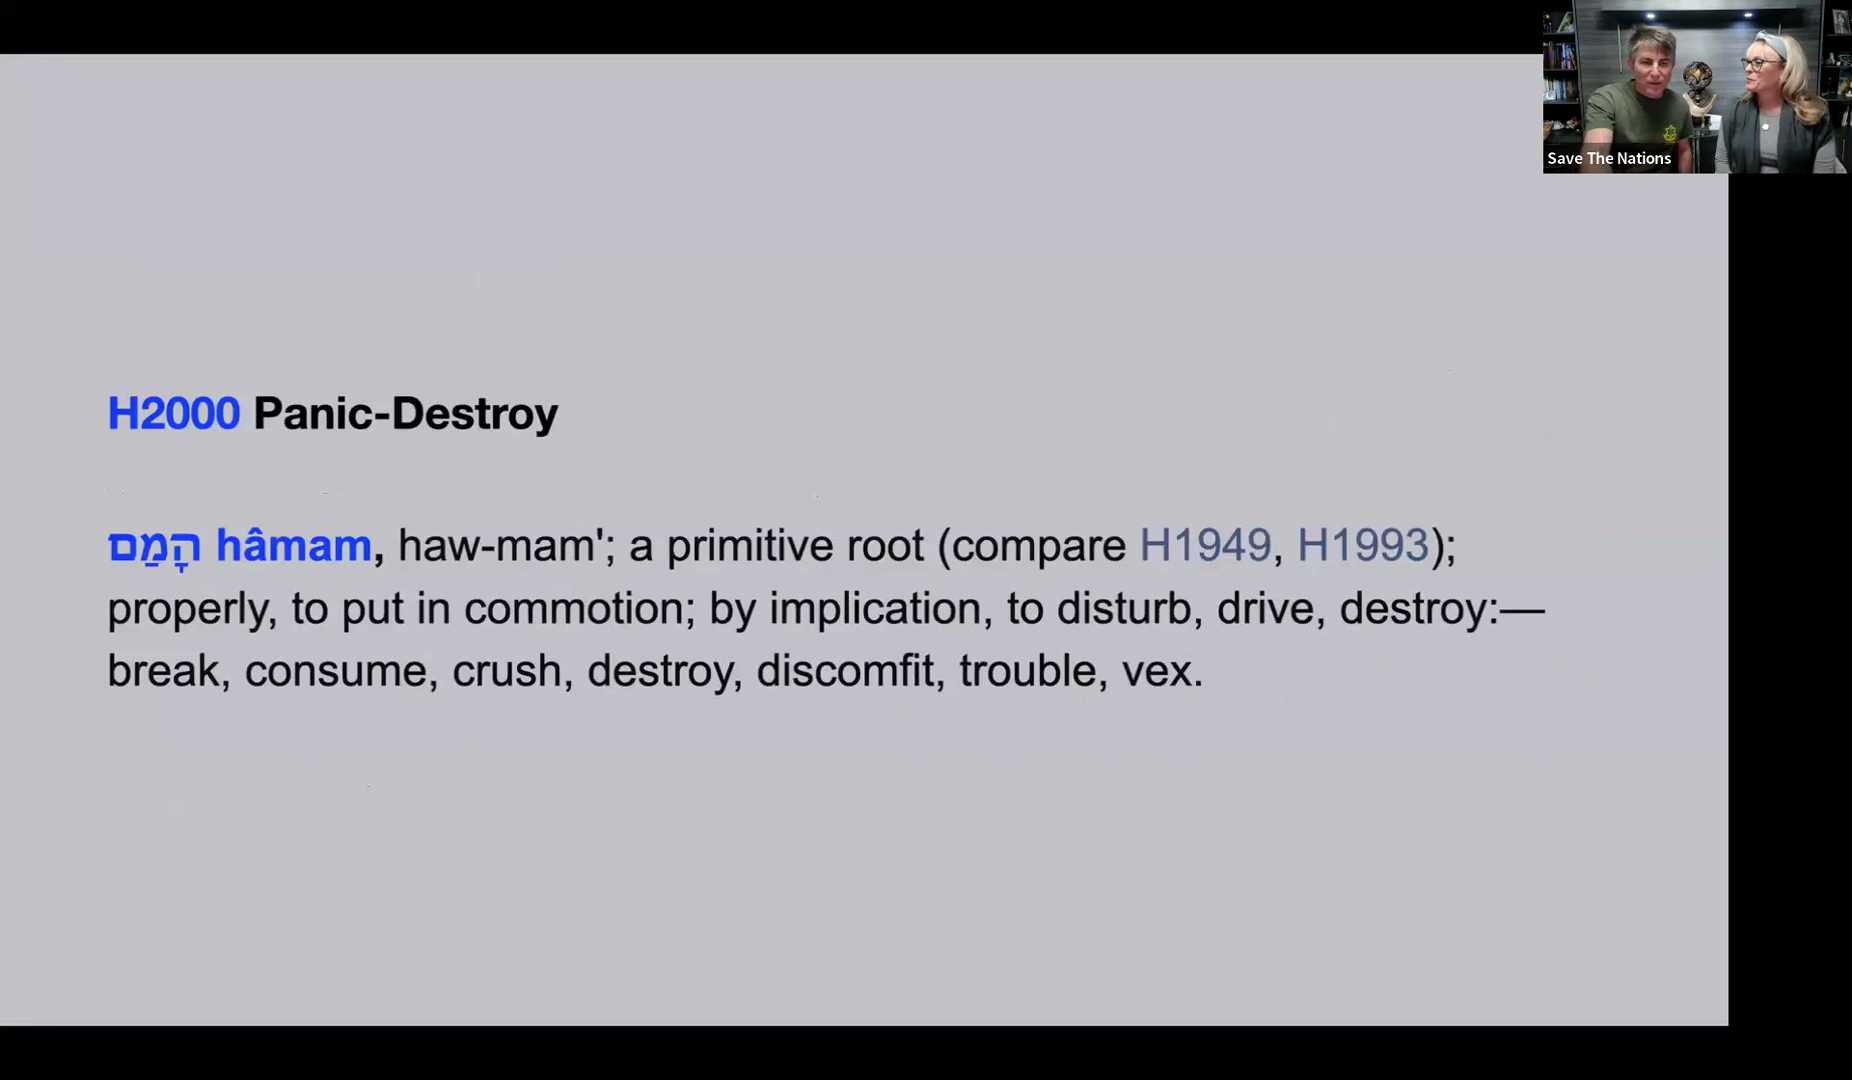 Save The Nations
H2000 Panic-Destroy
הָמַם hâmam, haw-mam'; a primitive root (compare H1949, H1993);
properly, to put in commotion; by implication, to disturb, drive, destroy:—
break, consume, crush, destroy, discomfit, trouble, vex.